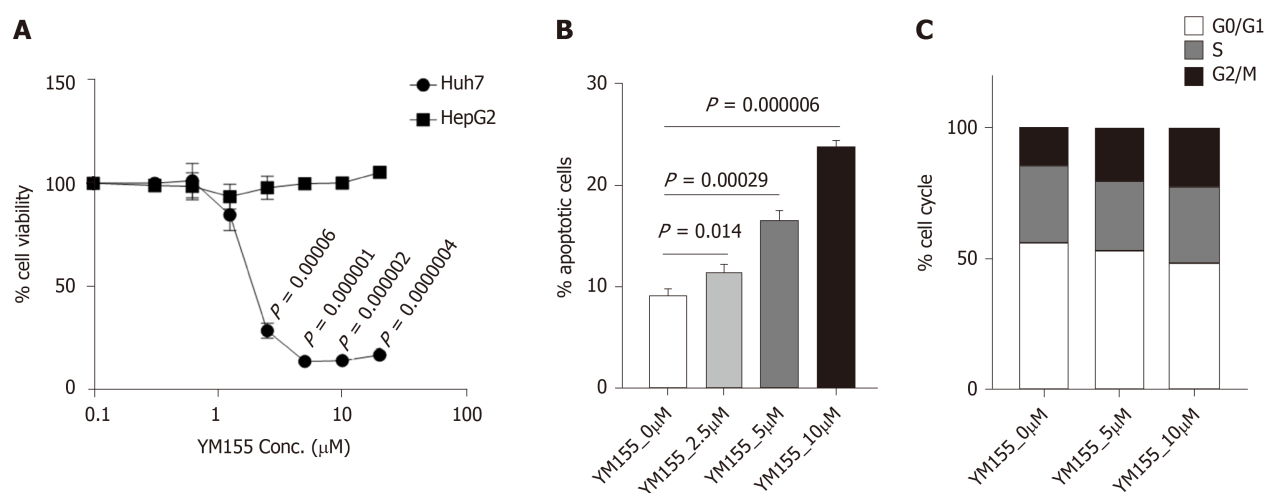 A
150
100
50
0
% cell viability
Huh7
HepG2
P = 0.00006
P = 0.000001
P = 0.000002
P = 0.0000004
0.1
1
10
100
YM155 Conc. (μM)
B
30
20
10
0
% apoptotic cells
P = 0.000006
P = 0.00029
P = 0.014
YM155_0μM
YM155_2.5μM
YM155_5μM
YM155_10μM
C
G0/G1
S
G2/M
100
50
0
% cell cycle
YM155_0μM
YM155_5μM
YM155_10μM